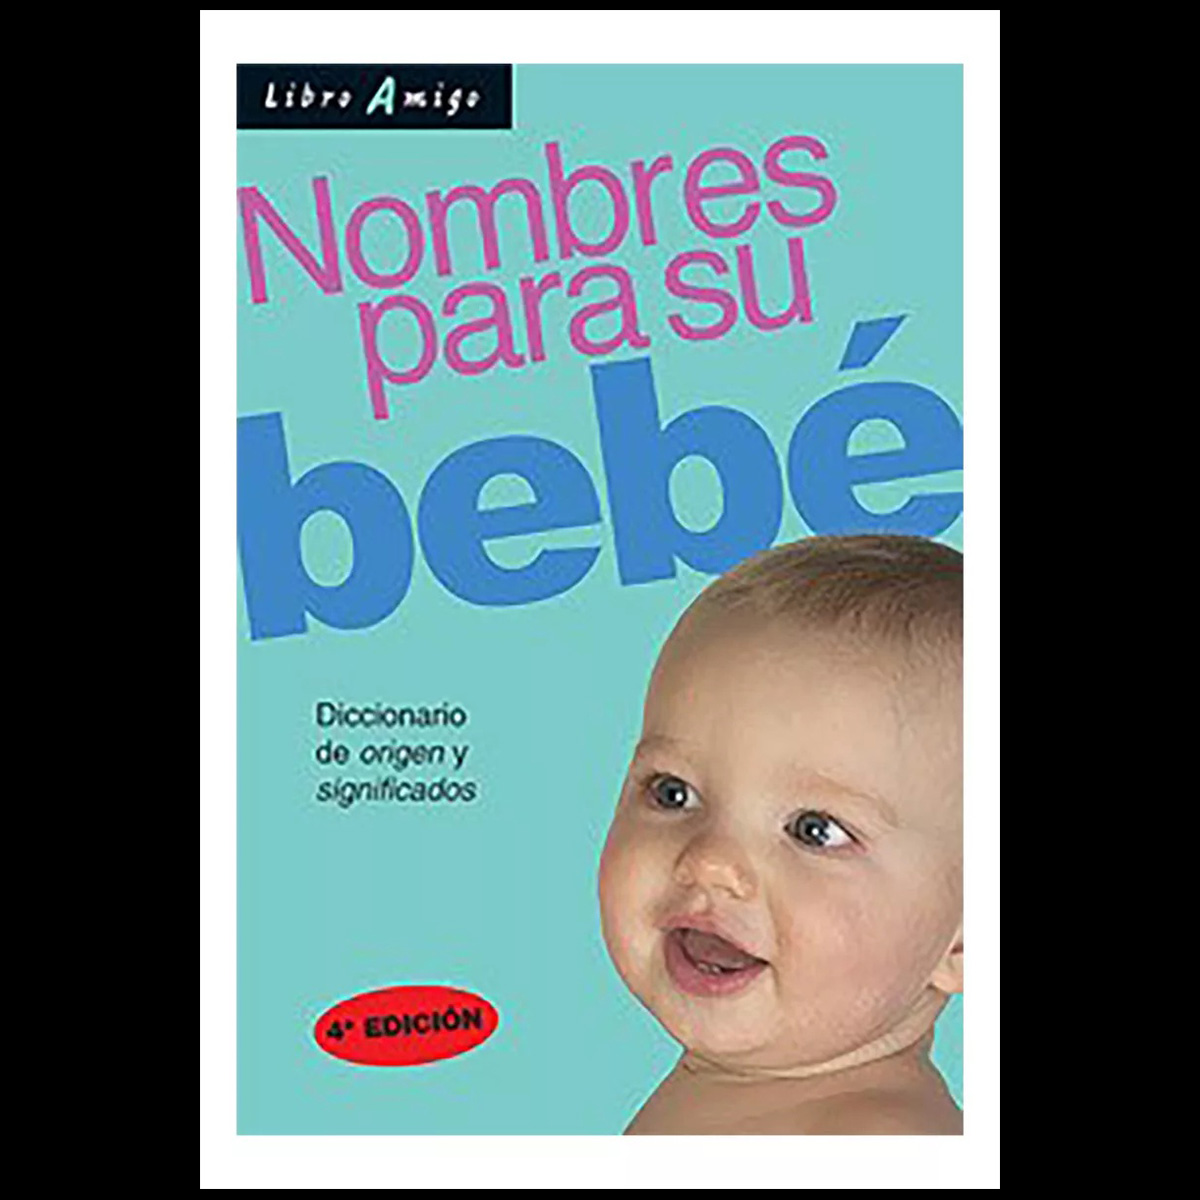 Libro Amigo
Nombres
para su
bebé
Diccionario
de origen y
significados
4ª EDICIÓN